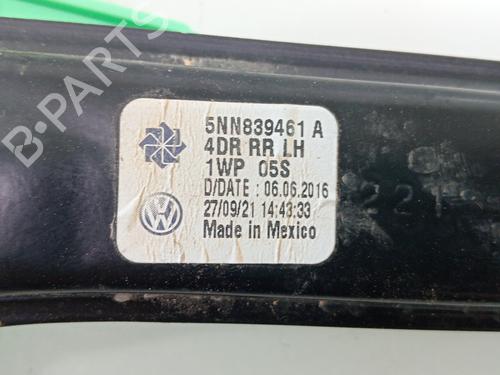 5NN839461 A
4DR RR LH
1WP 05S
D/DATE : 06.06.2016
27/09/21 14:43:33
Made in Mexico
B-PARTS